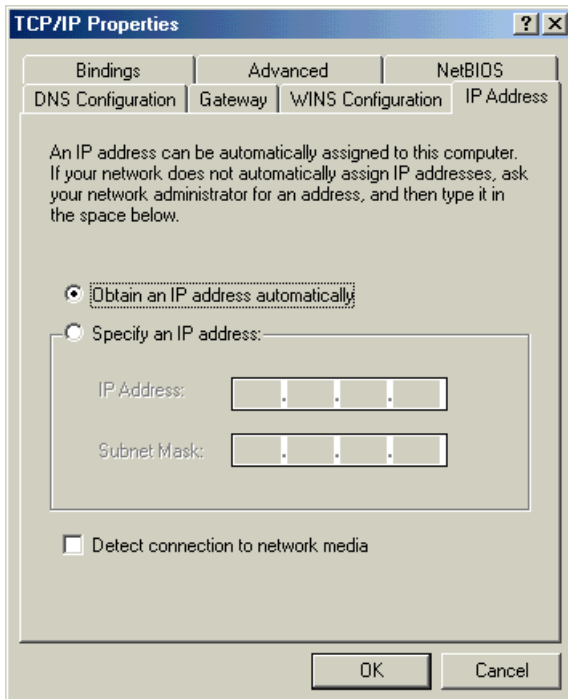 TCP/IP Properties
Bindings Advanced NetBIOS
DNS Configuration Gateway WINS Configuration IP Address
An IP address can be automatically assigned to this computer.
If your network does not automatically assign IP addresses, ask
your network administrator for an address, and then type it in
the space below.
Obtain an IP address automatically
Specify an IP address:
IP Address:
Subnet Mask:
Detect connection to network media
OK Cancel